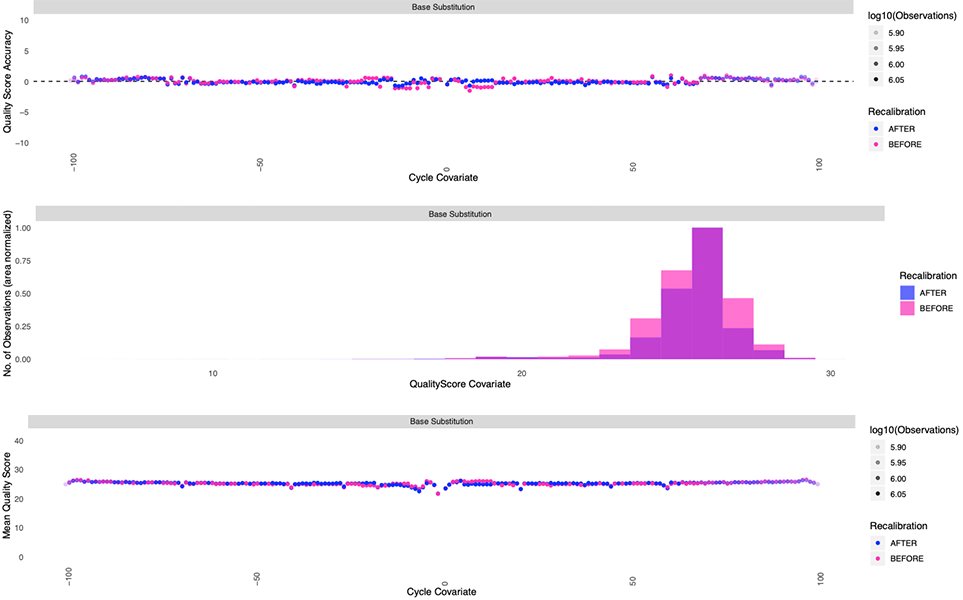 Base Substitution
Quality Score Accuracy
10
5
0
−5
−10
−100
−50
0
50
100
Cycle Covariate
log10(Observations)
5.90
5.95
6.00
6.05
Recalibration
AFTER
BEFORE
Base Substitution
No. of Observations (area normalized)
1.00
0.75
0.50
0.25
0.00
10
20
30
QualityScore Covariate
Recalibration
AFTER
BEFORE
Base Substitution
Mean Quality Score
40
30
20
10
0
−100
−50
0
50
100
Cycle Covariate
log10(Observations)
5.90
5.95
6.00
6.05
Recalibration
AFTER
BEFORE